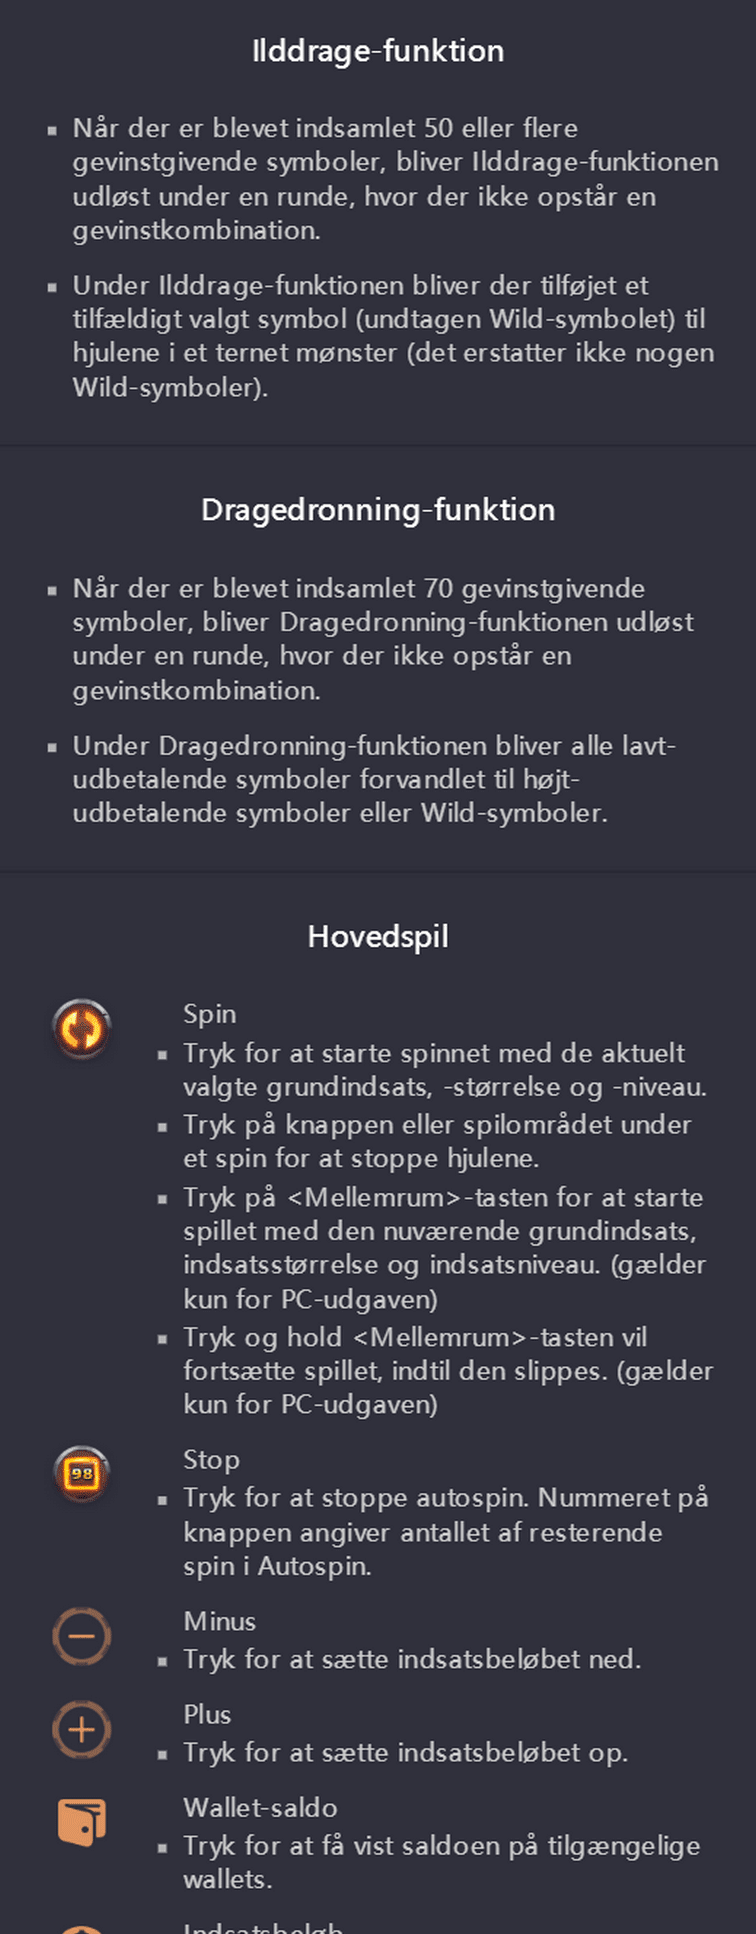 Ilddrage-funktion
Når der er blevet indsamlet 50 eller flere
gevinstgivende symboler, bliver Ilddrage-funktionen
udløst under en runde, hvor der ikke opstår en
gevinstkombination.
Under Ilddrage-funktionen bliver der tilføjet et
tilfældigt valgt symbol (undtagen Wild-symbolet) til
hjulene i et ternet mønster (det erstatter ikke nogen
Wild-symboler).
Dragedronning-funktion
Når der er blevet indsamlet 70 gevinstgivende
symboler, bliver Dragedronning-funktionen udløst
under en runde, hvor der ikke opstår en
gevinstkombination.
Under Dragedronning-funktionen bliver alle lavt-
udbetalende symboler forvandlet til højt-
udbetalende symboler eller Wild-symboler.
Hovedspil
Spin
Tryk for at starte spinnet med de aktuelt
valgte grundindsats, -størrelse og -niveau.
Tryk på knappen eller spilområdet under
et spin for at stoppe hjulene.
Tryk på <Mellemrum>-tasten for at starte
spillet med den nuværende grundindsats,
indsatsstørrelse og indsatsniveau. (gælder
kun for PC-udgaven)
Tryk og hold <Mellemrum>-tasten vil
fortsætte spillet, indtil den slippes. (gælder
kun for PC-udgaven)
98
Stop
Tryk for at stoppe autospin. Nummeret på
knappen angiver antallet af resterende
spin i Autospin.
Minus
Tryk for at sætte indsatsbeløbet ned.
Plus
Tryk for at sætte indsatsbeløbet op.
Wallet-saldo
Tryk for at få vist saldoen på tilgængelige
wallets.
Indsatsbeløb